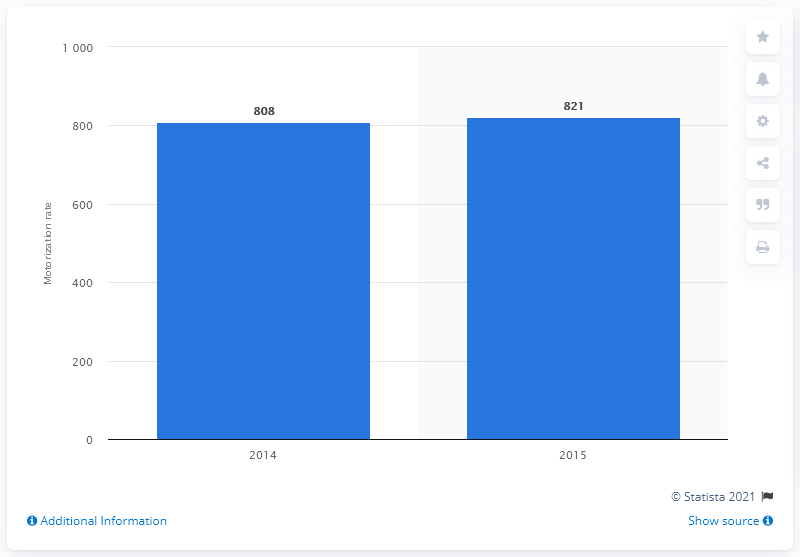 1 000
800
600
400
200
0
Motorization rate
808
821
2014
2015
© Statista 2021
Additional Information
Show source